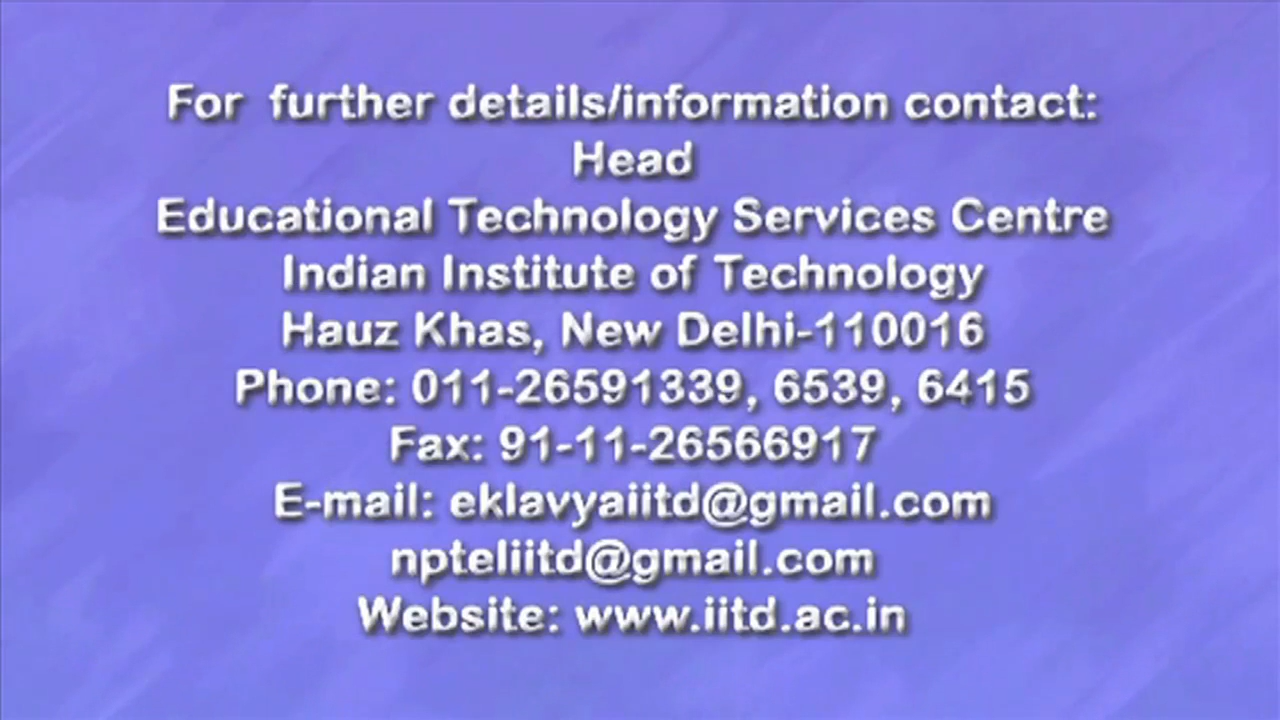 For further details/information contact:
Head
Educational Technology Services Centre
Indian Institute of Technology
Hauz Khas, New Delhi-110016
Phone: 011-26591339, 6539, 6415
Fax: 91-11-26566917
E-mail: eklavyaiitd@gmail.com
npteliitd@gmail.com
Website: www.iitd.ac.in